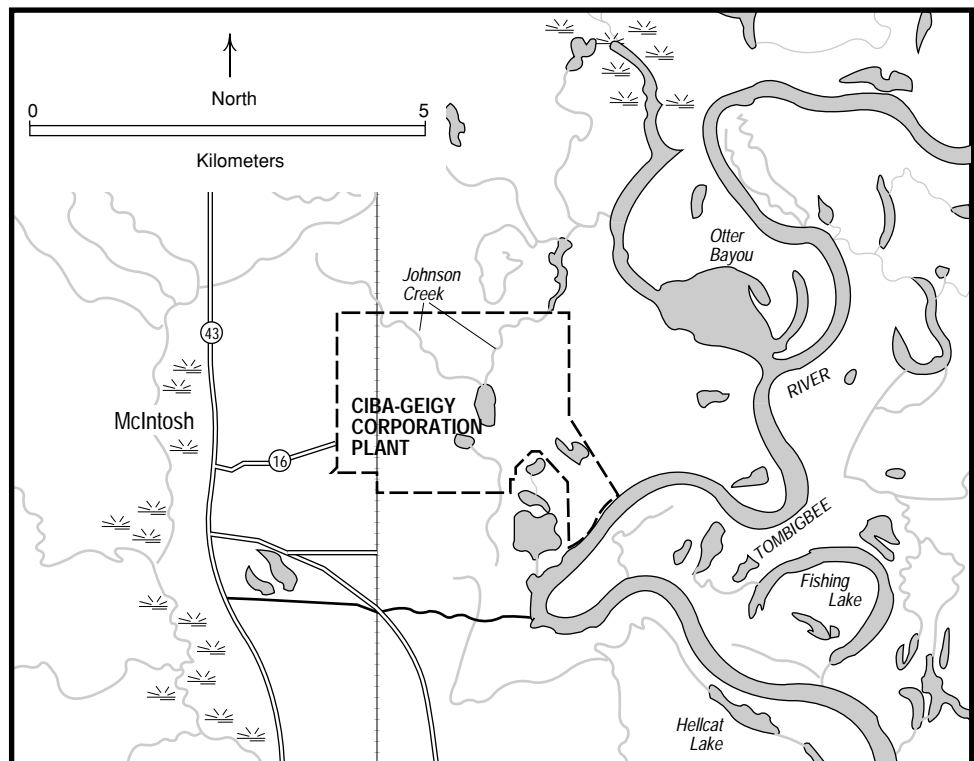 North
0 5
Kilometers
Otter
Bayou
Johnson
Creek
43
RIVER
McIntosh
CIBA-GEIGY
CORPORATION
PLANT
16
TOMBIGBEE
Fishing
Lake
Hellcat
Lake